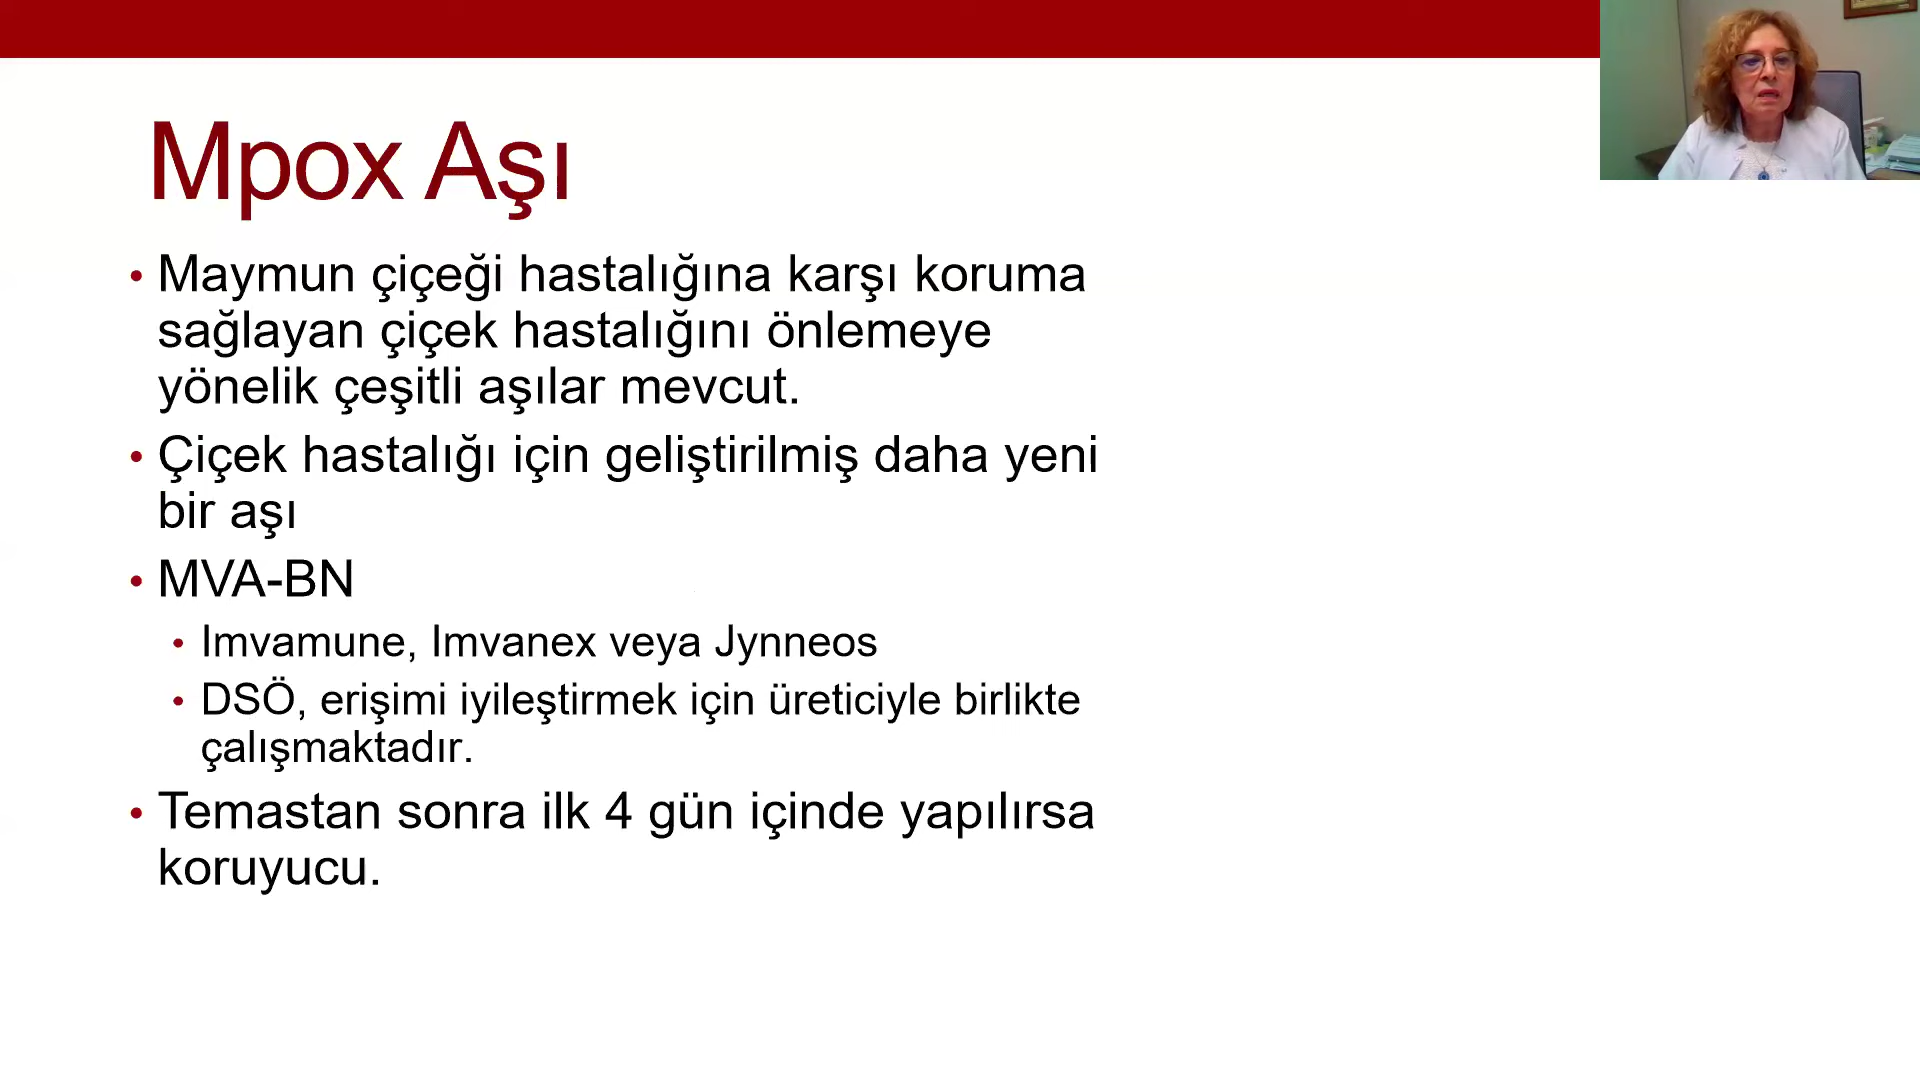 Mpox Aşı
• Maymun çiçeği hastalığına karşı koruma
sağlayan çiçek hastalığını önlemeye
yönelik çeşitli aşılar mevcut.
• Çiçek hastalığı için geliştirilmiş daha yeni
bir aşı
• MVA-BN
• Imvamune, Imvanex veya Jynneos
• DSÖ, erişimi iyileştirmek için üreticiyle birlikte
çalışmaktadır.
• Temastan sonra ilk 4 gün içinde yapılırsa
koruyucu.